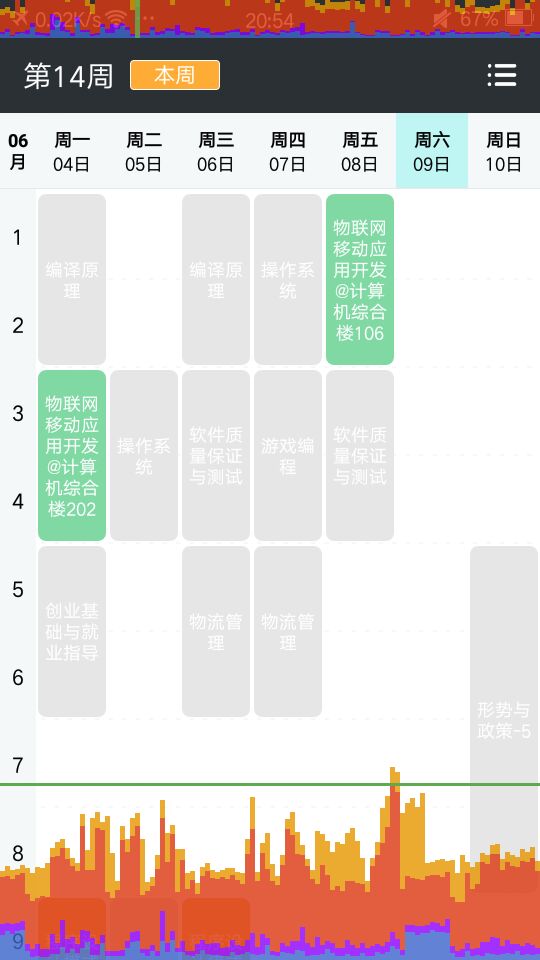 0.02K/s
20:54
67%
第14周
本周
06
月
周一
04日
周二
05日
周三
06日
周四
07日
周五
08日
周六
09日
周日
10日
1
2
3
4
5
6
7
8
9
编译原
理
编译原
理
操作系
统
物联网
移动应
用开发
@计算
机综合
楼106
物联网
移动应
用开发
@计算
机综合
楼202
操作系
统
软件质
量保证
与测试
游戏编
程
软件质
量保证
与测试
创业基
础与就
业指导
物流管
理
物流管
理
形势与
政策-5